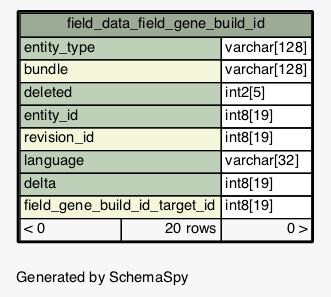 field_data_field_gene_build_id
entity_type varchar[128]
bundle varchar[128]
deleted int2[5]
entity_id int8[19]
revision_id int8[19]
language varchar[32]
delta int8[19]
field_gene_build_id_target_id int8[19]
< 0 20 rows 0 >
Generated by SchemaSpy